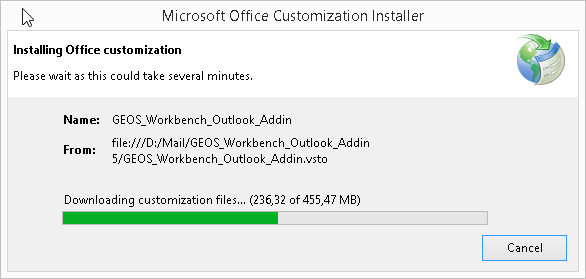 Microsoft Office Customization Installer
Installing Office customization
Please wait as this could take several minutes.
Name: GEOS_Workbench_Outlook_Addin
From: file:///D:/Mail/GEOS_Workbench_Outlook_Addin
5/GEOS_Workbench_Outlook_Addin.vsto
Downloading customization files... (236,32 of 455,47 MB)
Cancel